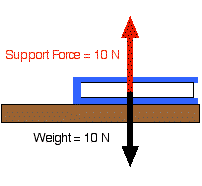 Support Force = 10 N
Weight = 10 N